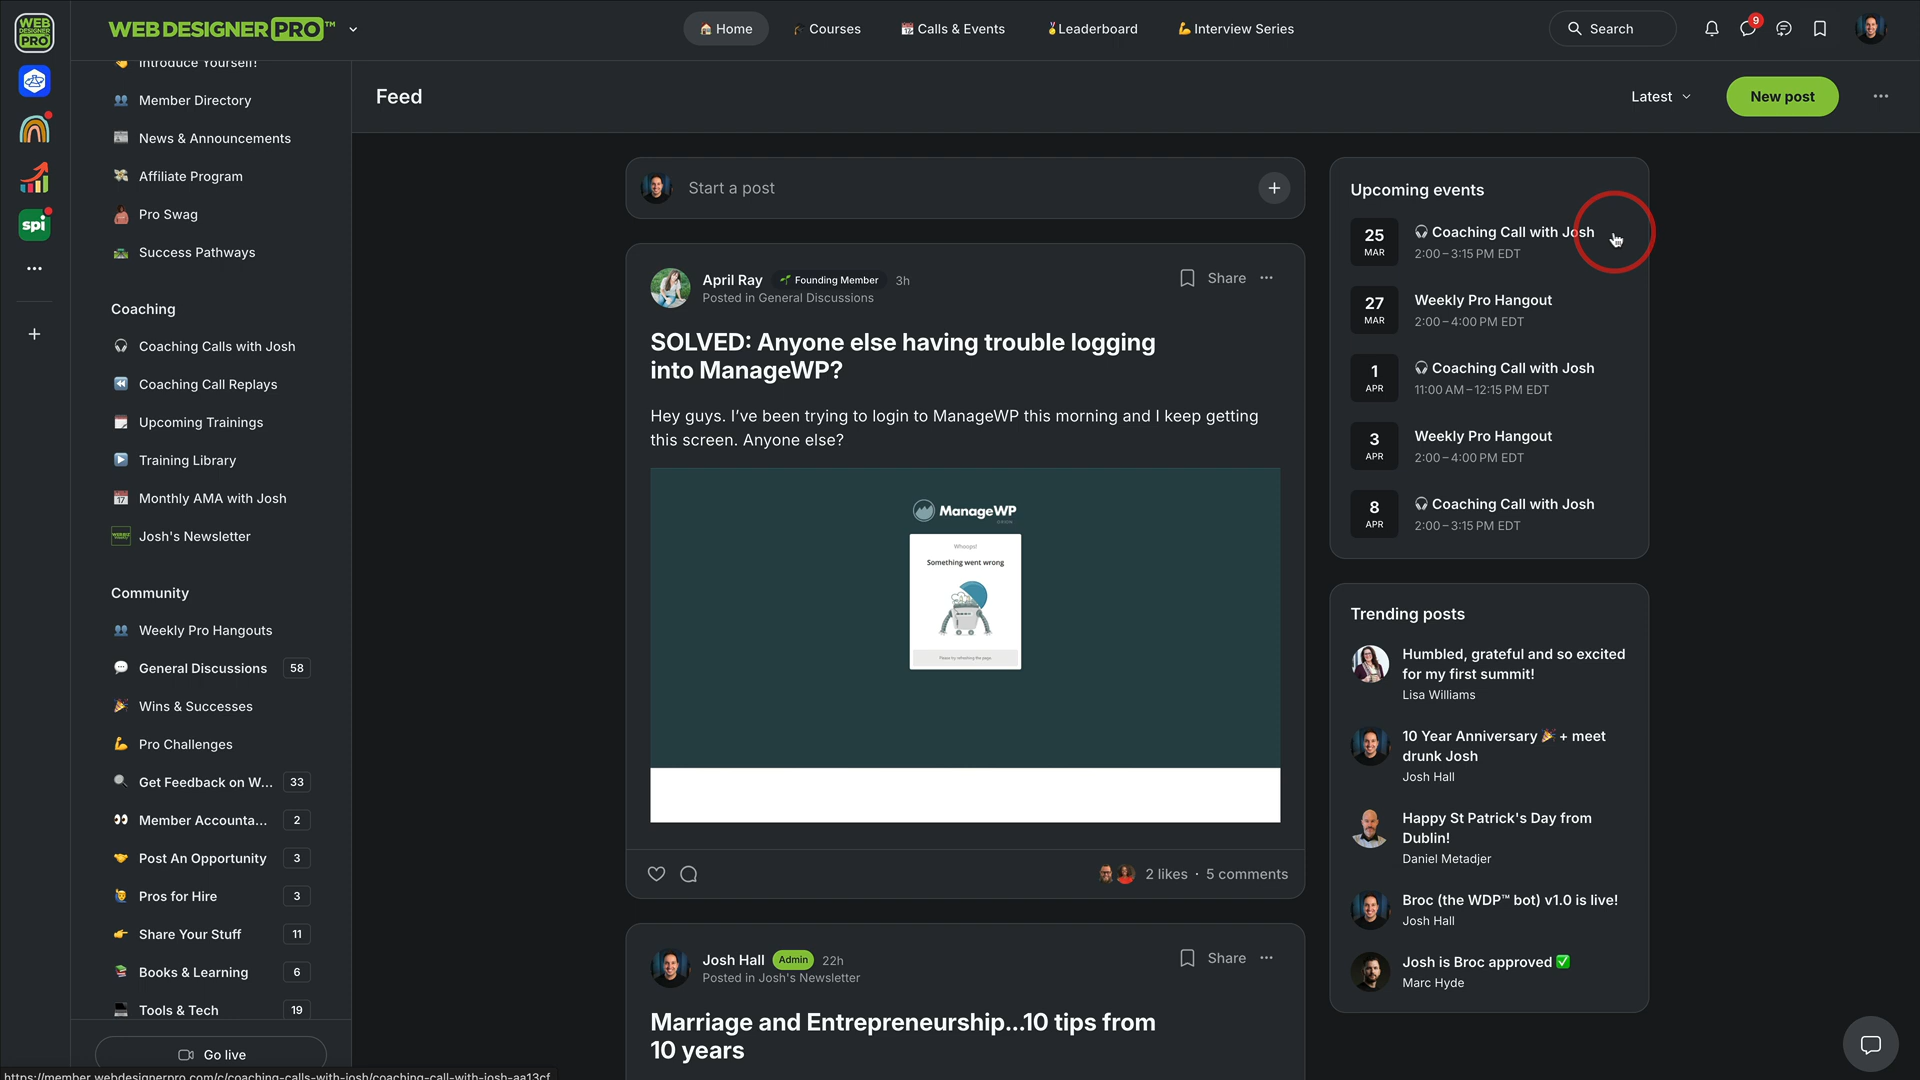 WEB DESIGNER PRO
WEB DESIGNER PRO™
🏠 Home
🎓 Courses
📆 Calls & Events
🏅Leaderboard
💪 Interview Series
Search
9
spi
Introduce Yourself!
Member Directory
News & Announcements
Affiliate Program
Pro Swag
Success Pathways
Coaching
Coaching Calls with Josh
Coaching Call Replays
Upcoming Trainings
Training Library
Monthly AMA with Josh
Josh's Newsletter
Community
Weekly Pro Hangouts
General Discussions 58
Wins & Successes
Pro Challenges
Get Feedback on W... 33
Member Accounta... 2
Post An Opportunity 3
Pros for Hire 3
Share Your Stuff 11
Books & Learning 6
Tools & Tech 19
Go live
https://member.webdesignerpro.com/c/coaching-calls-with-josh/coaching-call-with-josh-aa13cf
Feed
Latest
New post
Start a post
April Ray 🌱 Founding Member 3h
Posted in General Discussions
Share
SOLVED: Anyone else having trouble logging
into ManageWP?
Hey guys. I've been trying to login to ManageWP this morning and I keep getting
this screen. Anyone else?
ManageWP
Whoops!
Something went wrong
Please try refreshing the page.
2 likes · 5 comments
Josh Hall Admin 22h
Posted in Josh's Newsletter
Share
Marriage and Entrepreneurship...10 tips from
10 years
Upcoming events
25 MAR
🎧 Coaching Call with Josh
2:00 – 3:15 PM EDT
27 MAR
Weekly Pro Hangout
2:00 – 4:00 PM EDT
1 APR
🎧 Coaching Call with Josh
11:00 AM – 12:15 PM EDT
3 APR
Weekly Pro Hangout
2:00 – 4:00 PM EDT
8 APR
🎧 Coaching Call with Josh
2:00 – 3:15 PM EDT
Trending posts
Humbled, grateful and so excited
for my first summit!
Lisa Williams
10 Year Anniversary 🎉 + meet
drunk Josh
Josh Hall
Happy St Patrick's Day from
Dublin!
Daniel Metadjer
Broc (the WDP™ bot) v1.0 is live!
Josh Hall
Josh is Broc approved ✅
Marc Hyde